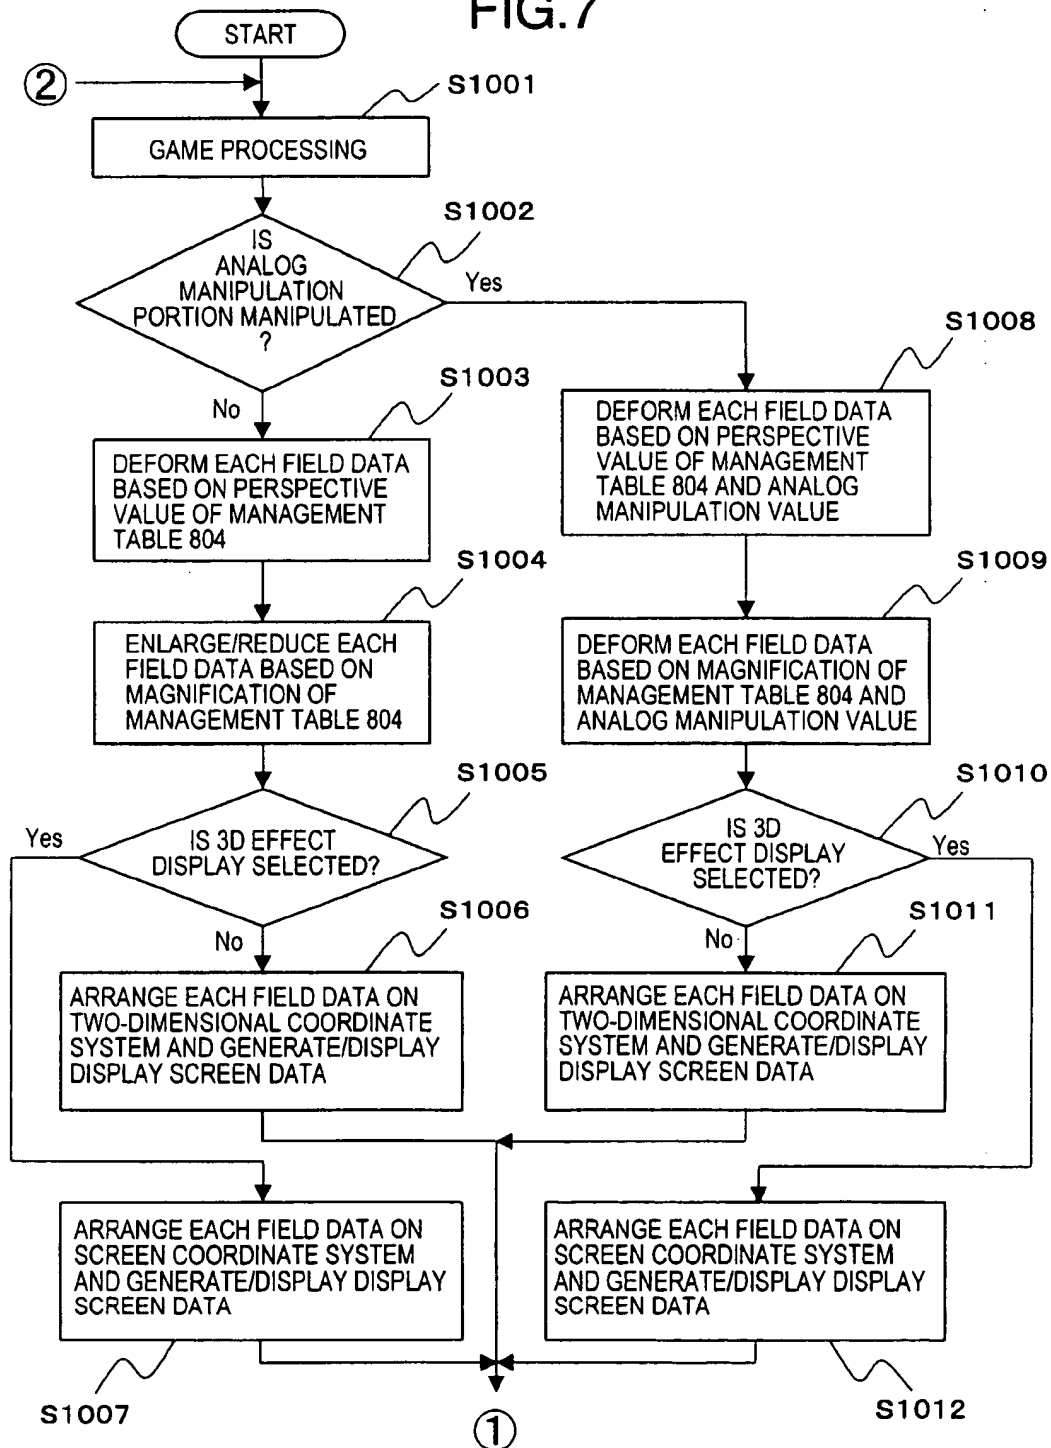 FIG.7
START
②
S1001
GAME PROCESSING
S1002
IS
ANALOG
MANIPULATION
PORTION MANIPULATED
?
Yes
No
S1003
DEFORM EACH FIELD DATA
BASED ON PERSPECTIVE
VALUE OF MANAGEMENT
TABLE 804
S1004
ENLARGE/REDUCE EACH
FIELD DATA BASED ON
MAGNIFICATION OF
MANAGEMENT TABLE 804
S1005
Yes
IS 3D EFFECT
DISPLAY SELECTED?
No
S1006
ARRANGE EACH FIELD DATA ON
TWO-DIMENSIONAL COORDINATE
SYSTEM AND GENERATE/DISPLAY
DISPLAY SCREEN DATA
ARRANGE EACH FIELD DATA ON
SCREEN COORDINATE SYSTEM
AND GENERATE/DISPLAY DISPLAY
SCREEN DATA
S1007
S1008
DEFORM EACH FIELD DATA
BASED ON PERSPECTIVE
VALUE OF MANAGEMENT
TABLE 804 AND ANALOG
MANIPULATION VALUE
S1009
DEFORM EACH FIELD DATA
BASED ON MAGNIFICATION OF
MANAGEMENT TABLE 804 AND
ANALOG MANIPULATION VALUE
S1010
IS 3D
EFFECT DISPLAY
SELECTED?
Yes
No
S1011
ARRANGE EACH FIELD DATA ON
TWO-DIMENSIONAL COORDINATE
SYSTEM AND GENERATE/DISPLAY
DISPLAY SCREEN DATA
ARRANGE EACH FIELD DATA ON
SCREEN COORDINATE SYSTEM
AND GENERATE/DISPLAY DISPLAY
SCREEN DATA
S1012
①